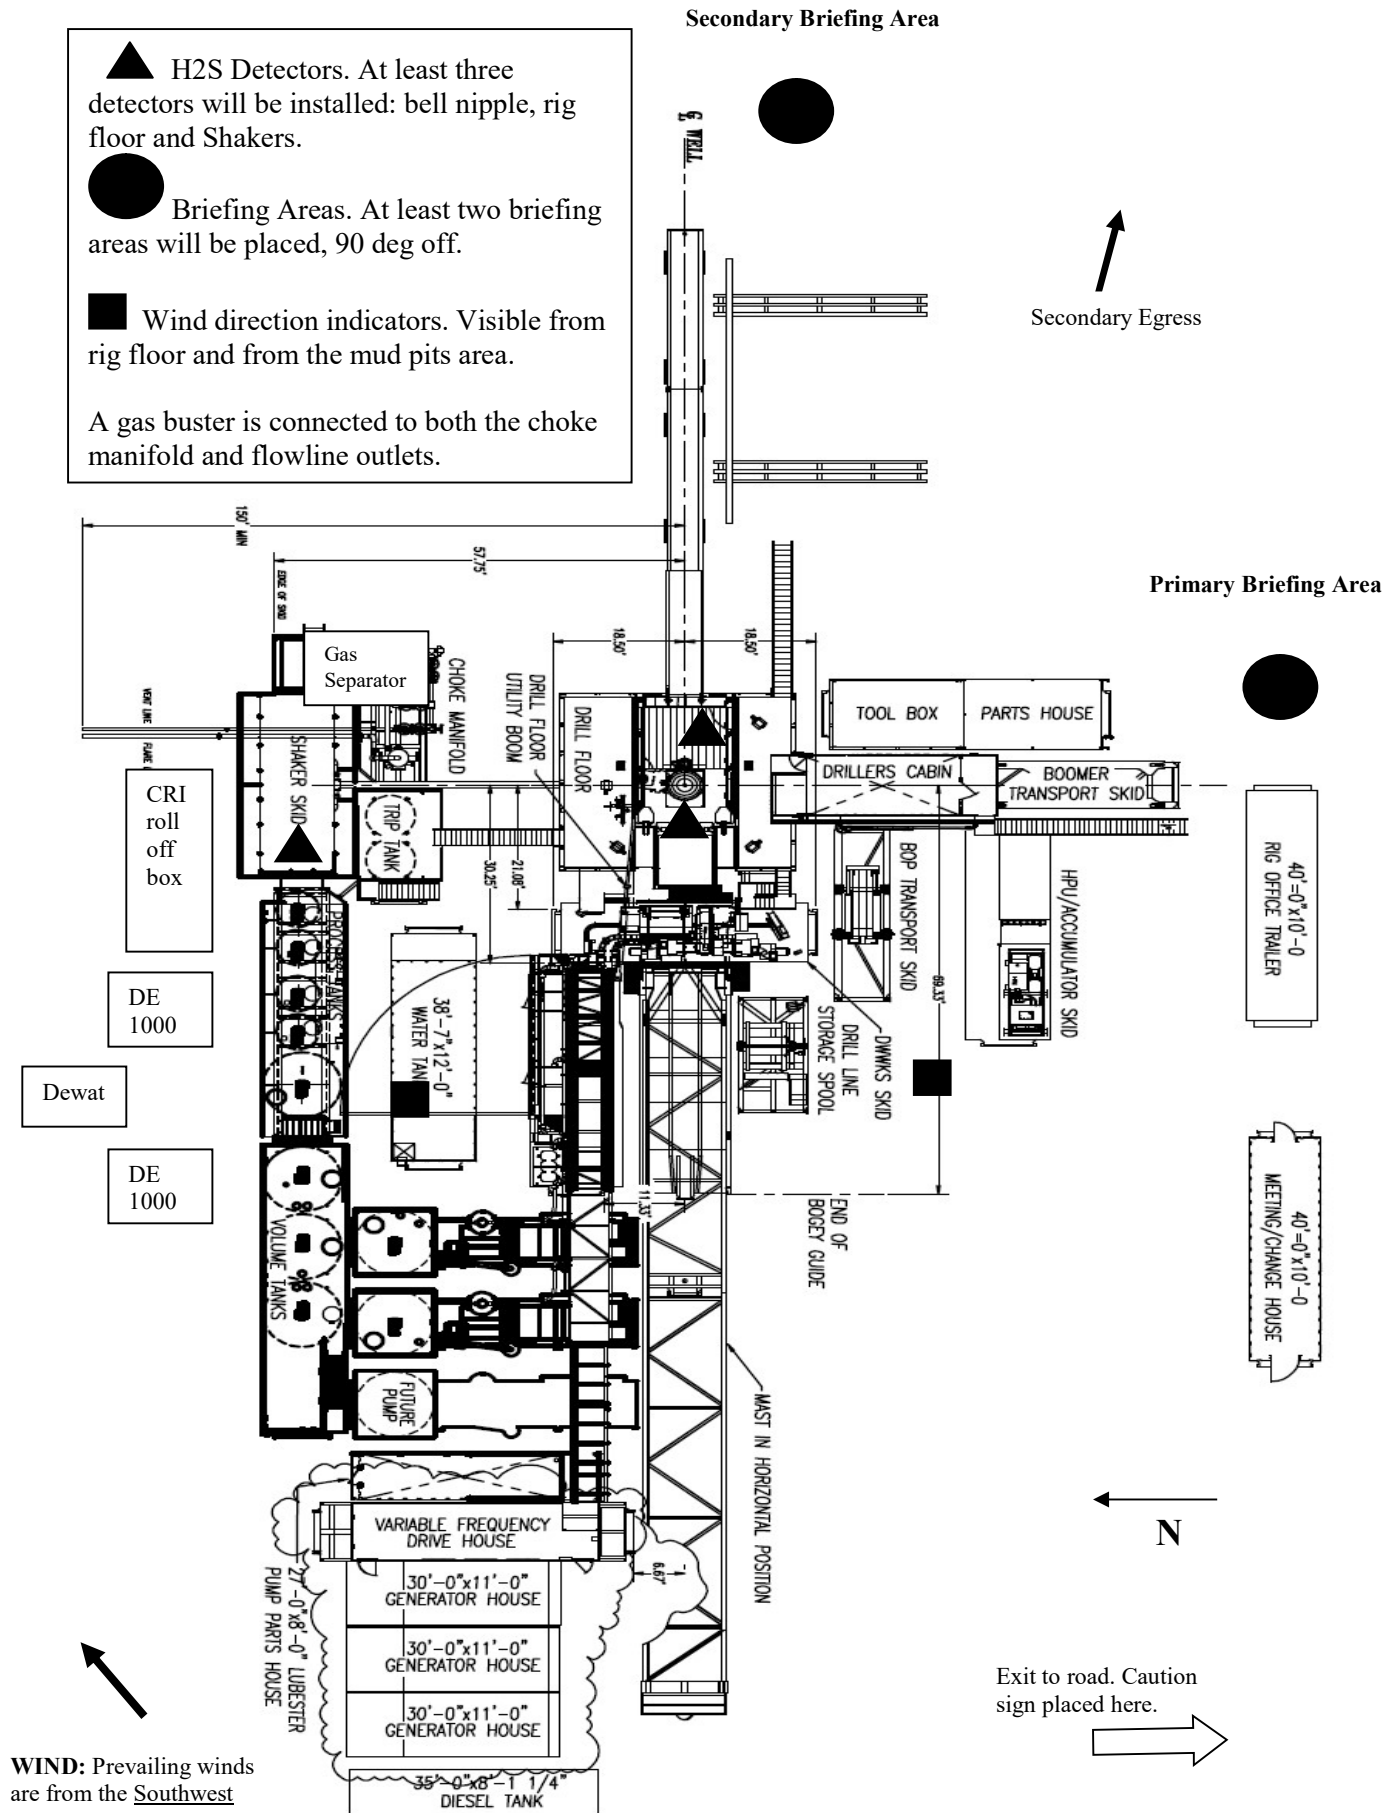 Secondary Briefing Area
H2S Detectors. At least three
detectors will be installed: bell nipple, rig
floor and Shakers.
Briefing Areas. At least two briefing
areas will be placed, 90 deg off.
Wind direction indicators. Visible from
rig floor and from the mud pits area.
A gas buster is connected to both the choke
manifold and flowline outlets.
WELL
Secondary Egress
150' MIN
57.75'
EDGE OF SKID
Primary Briefing Area
18.50'
18.50'
Gas
Separator
CHOKE MANIFOLD
DRILL FLOOR
UTILITY BOOM
DRILL FLOOR
VENT LINE
FLARE
SHAKER SKID
TOOL BOX
PARTS HOUSE
DRILLERS CABIN
BOOMER
TRANSPORT SKID
CRI
roll
off
box
TRIP
TANK
30.25'
21.08'
BOP TRANSPORT SKID
HPU/ACCUMULATOR SKID
40'=0"x10'-0
RIG OFFICE TRAILER
PROCESS TANKS
38'-7"x12'-0"
WATER TANK
69.33'
DE
1000
DRILL LINE
STORAGE SPOOL
DWWKS SKID
Dewat
DE
1000
VOLUME TANKS
11.33'
END OF
BOGEY GUIDE
40'=0"x10'-0
MEETING/CHANGE HOUSE
FUTURE
PUMP
MAST IN HORIZONTAL POSITION
N
VARIABLE FREQUENCY
DRIVE HOUSE
6.67'
27'-0"x8'-0" LUBESTER
PUMP PARTS HOUSE
30'-0"x11'-0"
GENERATOR HOUSE
30'-0"x11'-0"
GENERATOR HOUSE
30'-0"x11'-0"
GENERATOR HOUSE
Exit to road. Caution
sign placed here.
WIND: Prevailing winds
are from the Southwest
35'-0"x8'-1 1/4"
DIESEL TANK